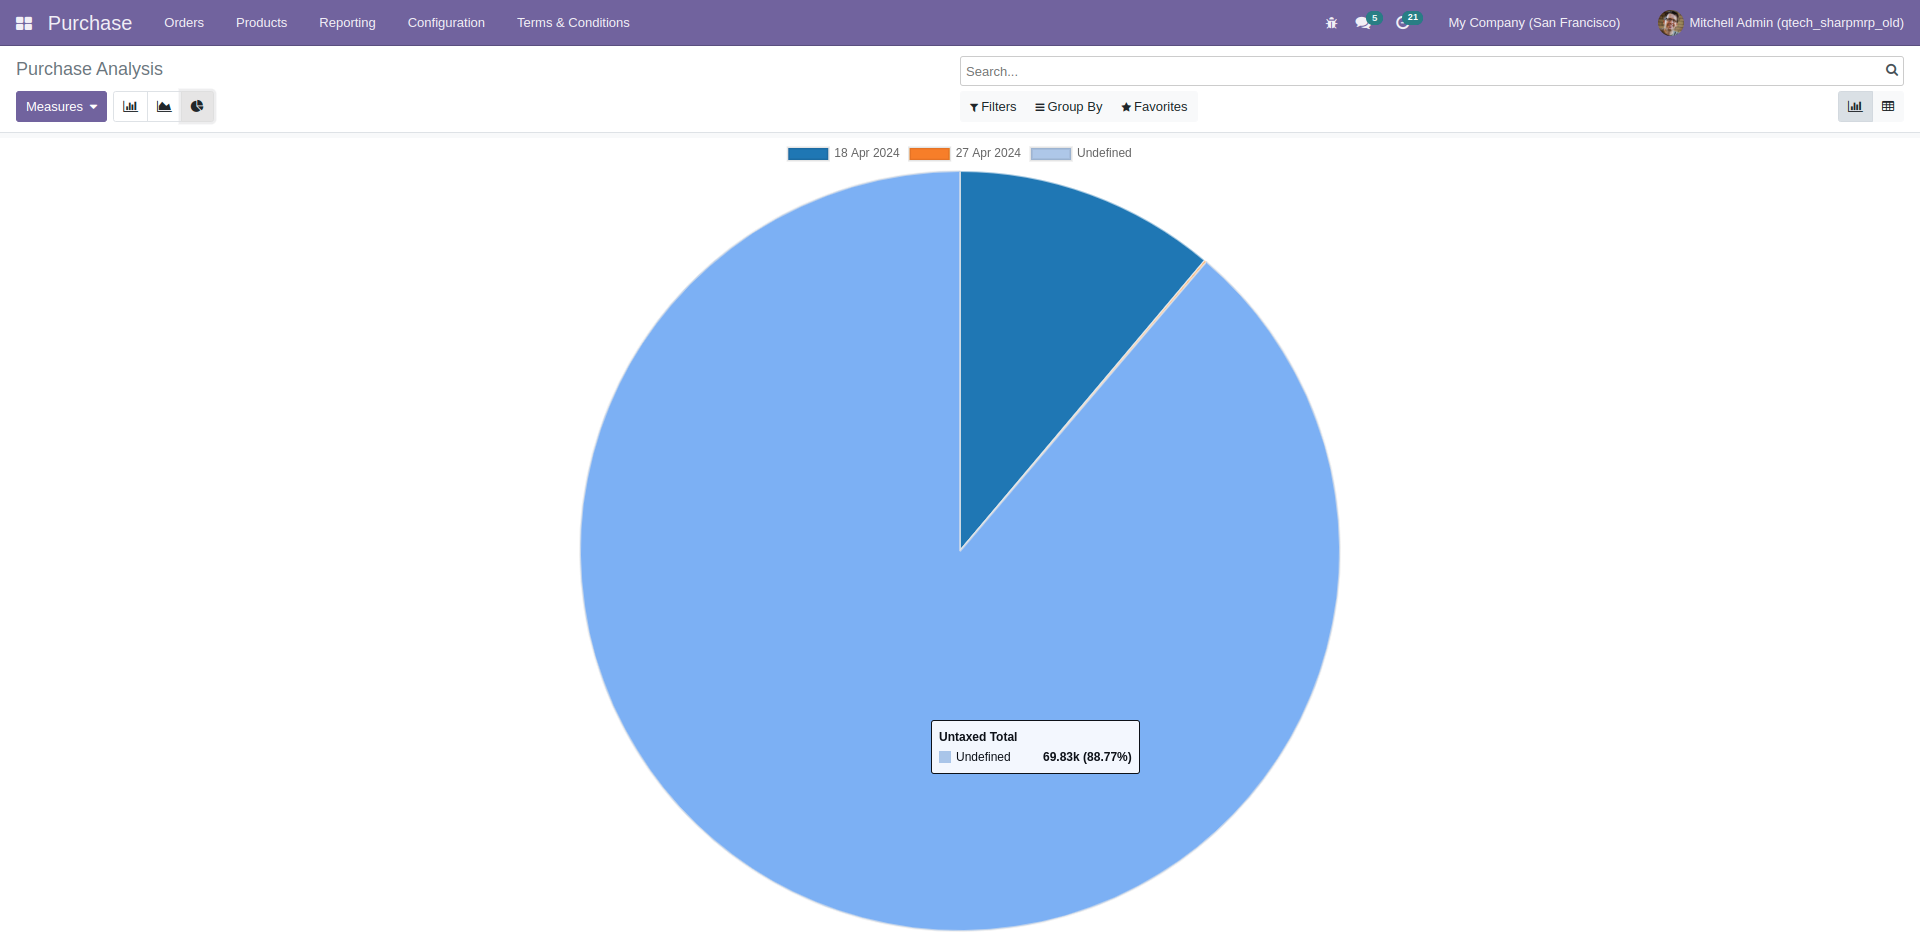 Purchase Orders Products Reporting Configuration Terms & Conditions 5 21 My Company (San Francisco) Mitchell Admin (qtech_sharpmrp_old)
Purchase Analysis
Search...
Measures Filters Group By Favorites
18 Apr 2024 27 Apr 2024 Undefined
Untaxed Total
Undefined 69.83k (88.77%)